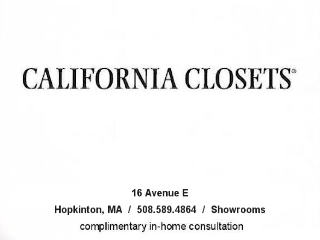 CALIFORNIA CLOSETS®
16 Avenue E
Hopkinton, MA / 508.589.4864 / Showrooms
complimentary in-home consultation